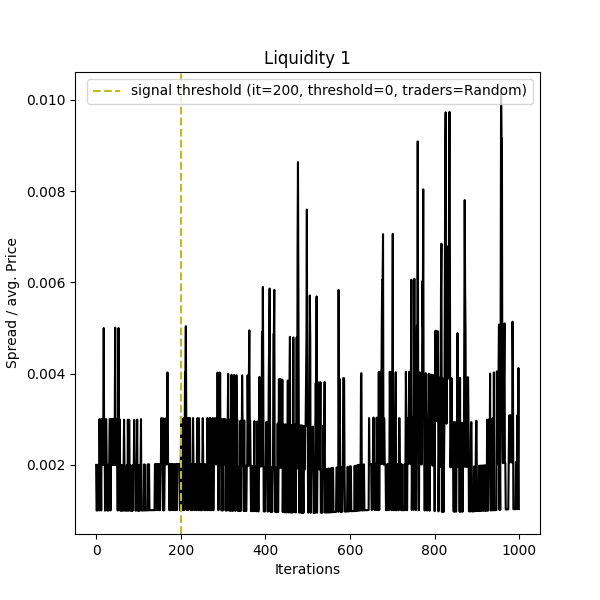 Liquidity 1
signal threshold (it=200, threshold=0, traders=Random)
0.010
0.008
0.006
0.004
0.002
Spread / avg. Price
0 200 400 600 800 1000
Iterations